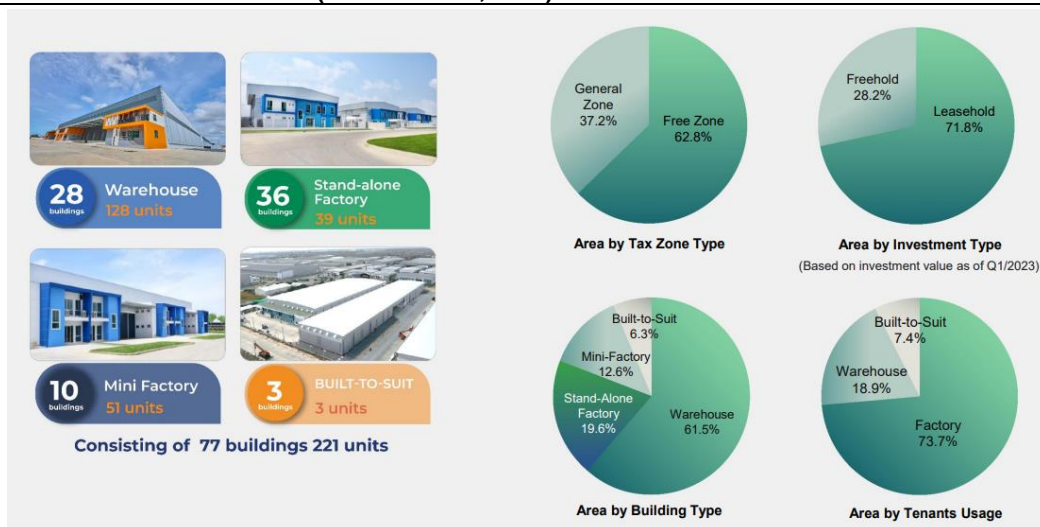 28
buildings
Warehouse
128 units
36
buildings
Stand-alone
Factory
39 units
10
buildings
Mini Factory
51 units
3
buildings
BUILT-TO-SUIT
3 units
Consisting of 77 buildings 221 units
General
Zone
37.2%
Free Zone
62.8%
Area by Tax Zone Type
Freehold
28.2%
Leasehold
71.8%
Area by Investment Type
(Based on investment value as of Q1/2023)
Built-to-Suit
6.3%
Mini-Factory
12.6%
Stand-Alone
Factory
19.6%
Warehouse
61.5%
Area by Building Type
Built-to-Suit
7.4%
Warehouse
18.9%
Factory
73.7%
Area by Tenants Usage